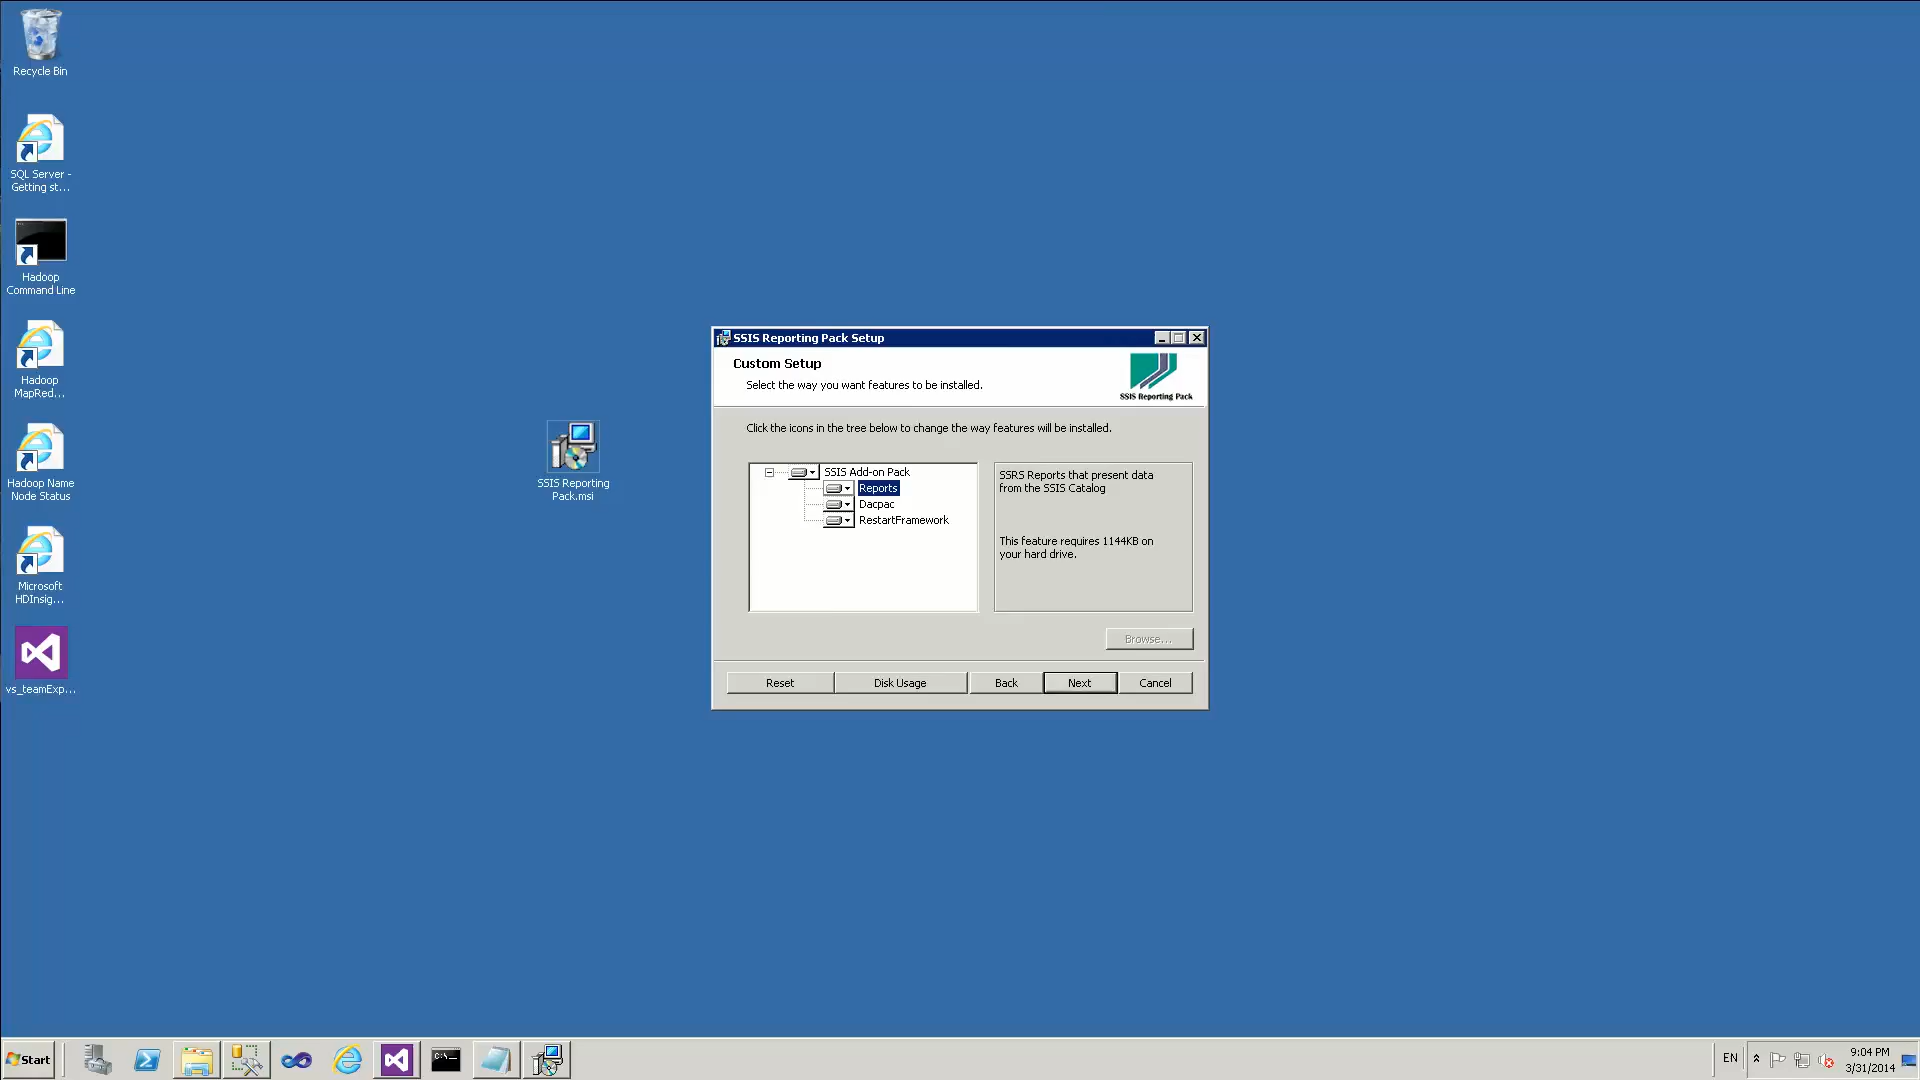 Recycle Bin
SQL Server -
Getting st...
Hadoop
Command Line
Hadoop
MapRed...
Hadoop Name
Node Status
Microsoft
HDInsig...
vs_teamExp...
SSIS Reporting
Pack.msi
SSIS Reporting Pack Setup
Custom Setup
Select the way you want features to be installed.
SSIS Reporting Pack
Click the icons in the tree below to change the way features will be installed.
SSIS Add-on Pack
Reports
Dacpac
RestartFramework
SSRS Reports that present data
from the SSIS Catalog
This feature requires 1144KB on
your hard drive.
Browse...
Reset
Disk Usage
Back
Next
Cancel
Start
C:\
EN
9:04 PM
3/31/2014